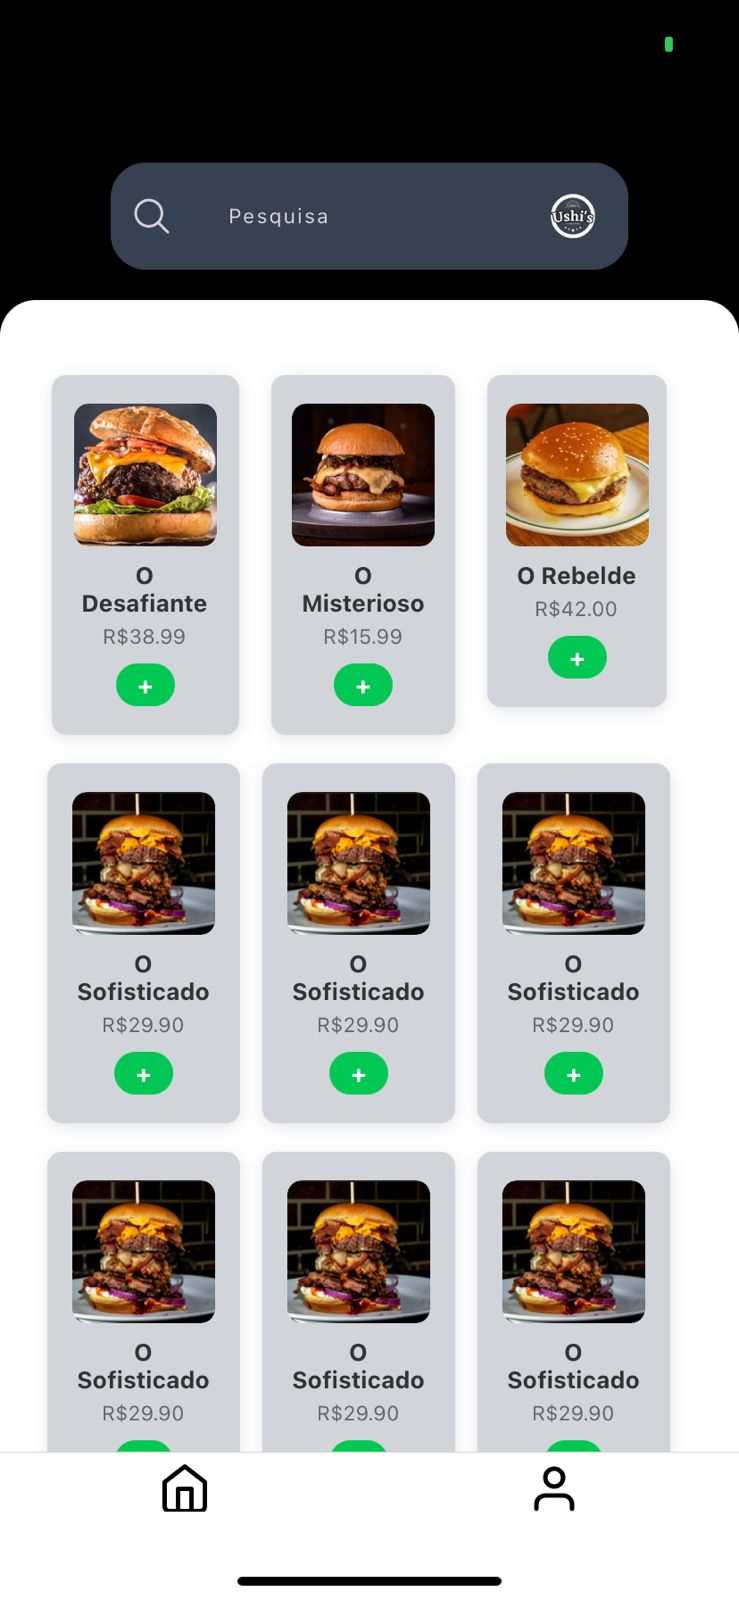 Pesquisa
Ushi's
O
Desafiante
R$38.99
+
O
Misterioso
R$15.99
+
O Rebelde
R$42.00
+
O
Sofisticado
R$29.90
+
O
Sofisticado
R$29.90
+
O
Sofisticado
R$29.90
+
O
Sofisticado
R$29.90
O
Sofisticado
R$29.90
O
Sofisticado
R$29.90